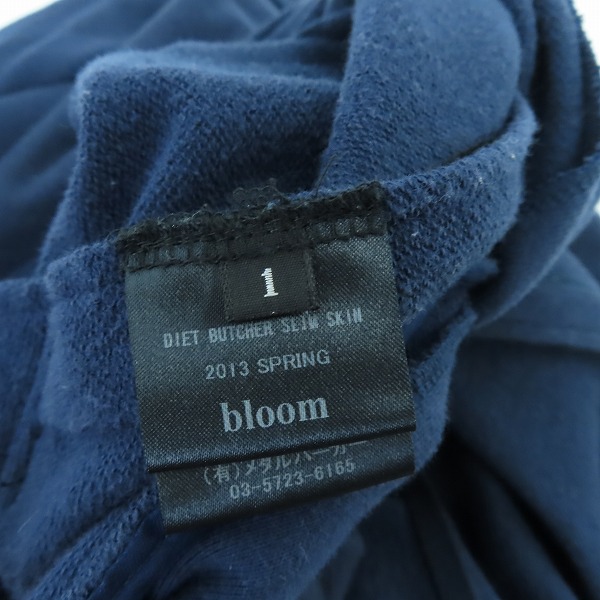 1
DIET BUTCHER SLIM SKIN
2013 SPRING
bloom
(有)メタルバーガー
03-5723-6165